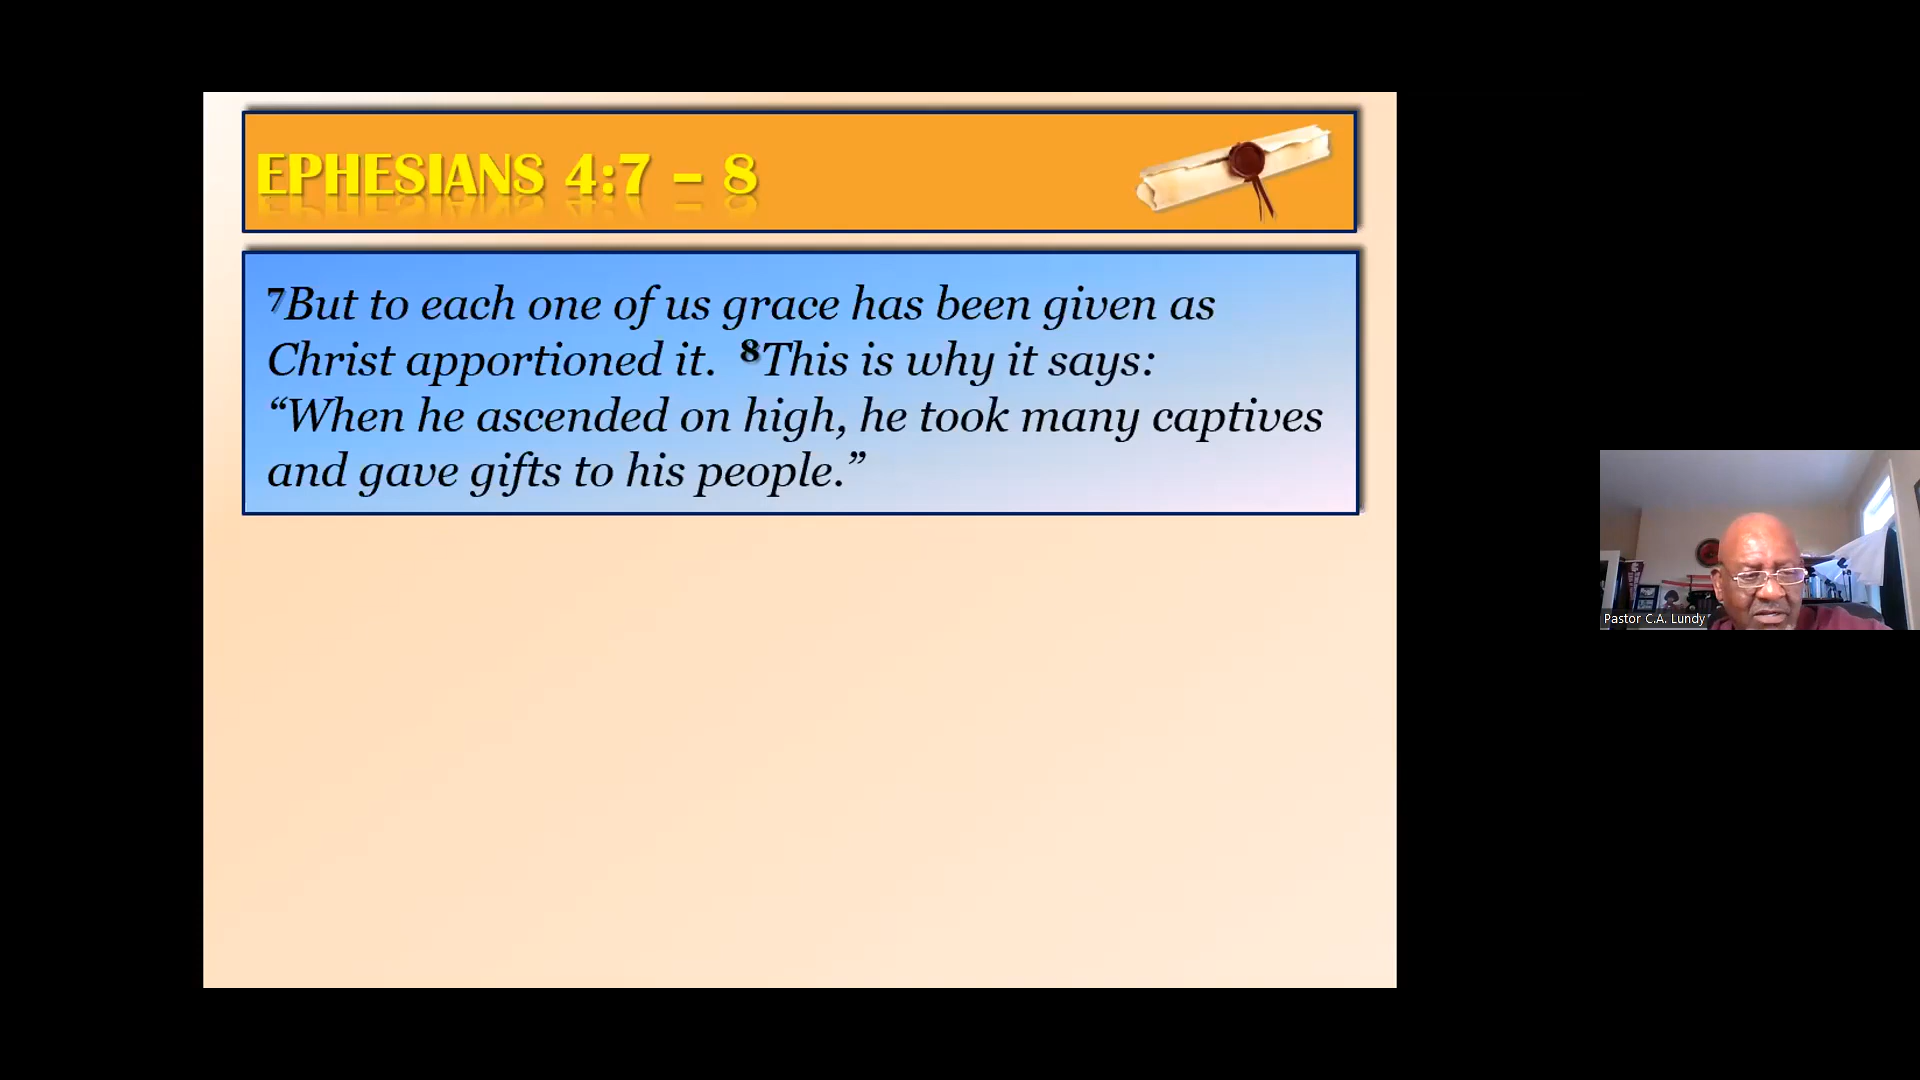 EPHESIANS 4:7 – 8
⁷But to each one of us grace has been given as
Christ apportioned it. ⁸This is why it says:
“When he ascended on high, he took many captives
and gave gifts to his people.”
Pastor C.A. Lundy